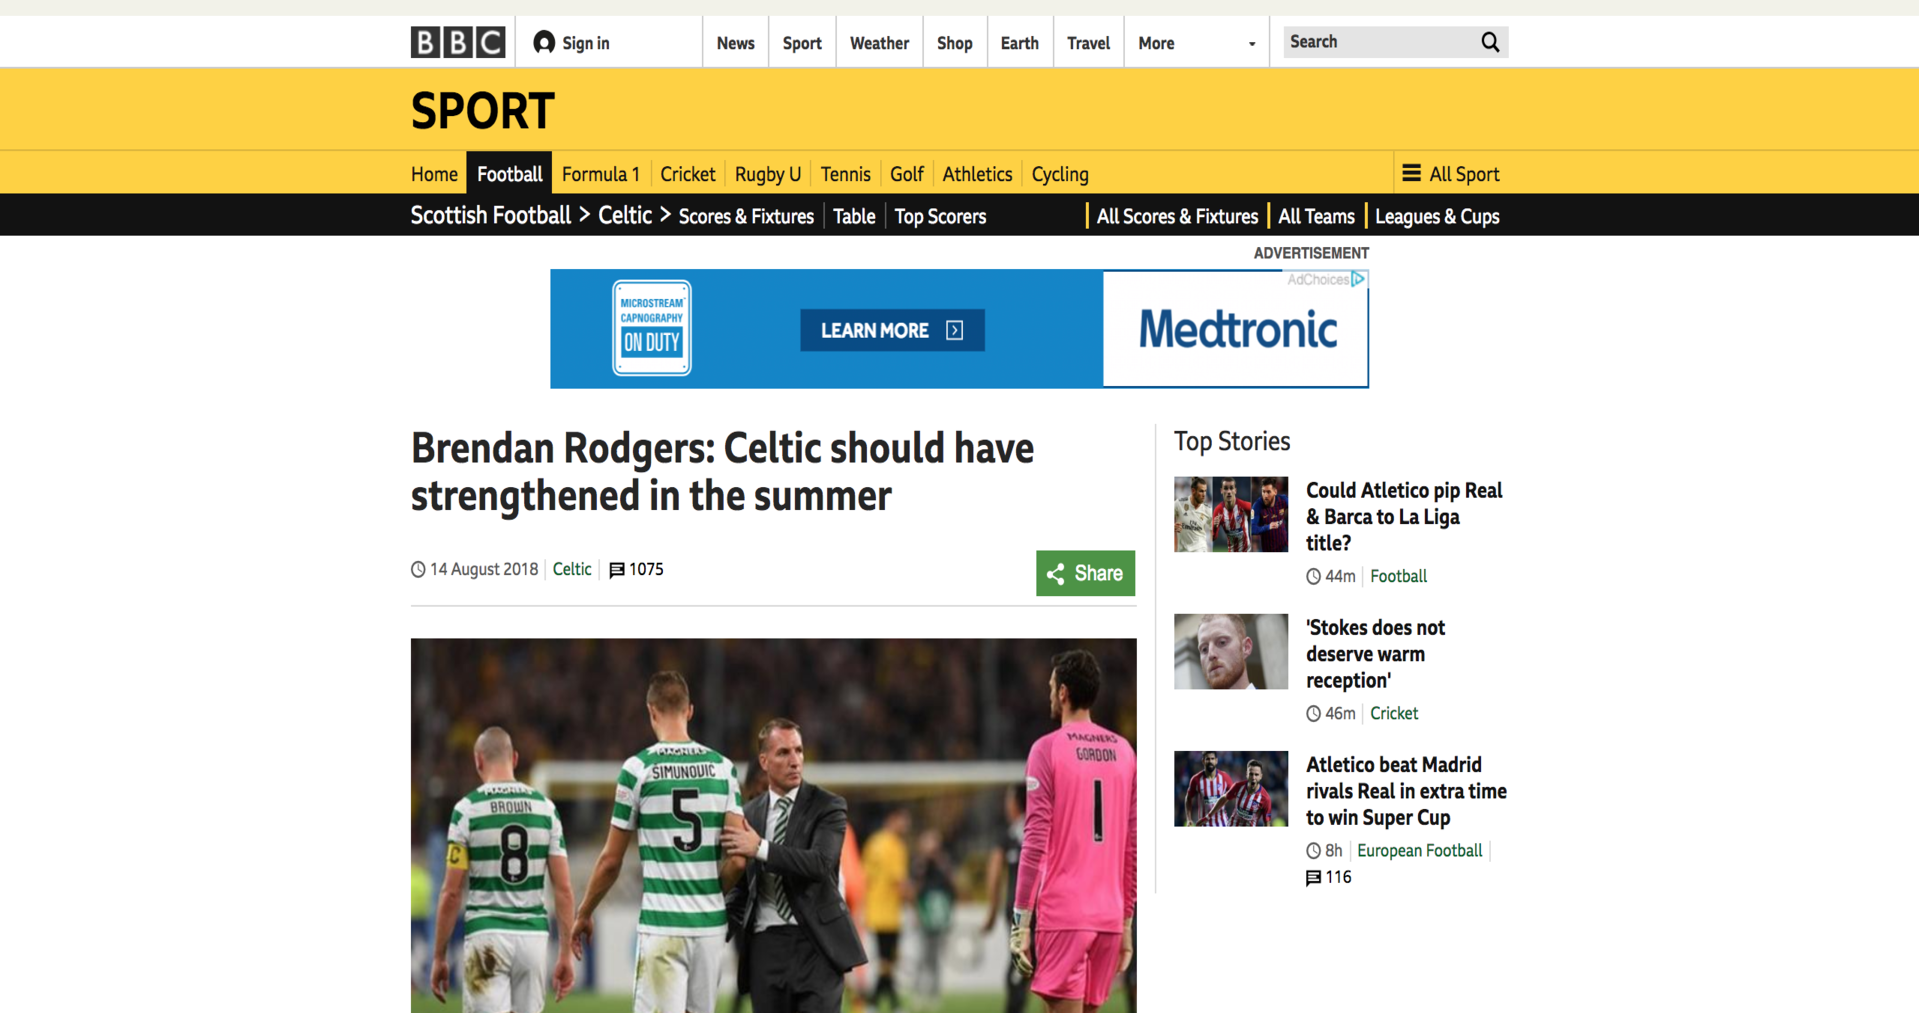 BBC
Sign in
News
Sport
Weather
Shop
Earth
Travel
More
Search
SPORT
Home
Football
Formula 1
Cricket
Rugby U
Tennis
Golf
Athletics
Cycling
All Sport
Scottish Football > Celtic > Scores & Fixtures
Table
Top Scorers
All Scores & Fixtures
All Teams
Leagues & Cups
ADVERTISEMENT
AdChoices
MICROSTREAM
CAPNOGRAPHY
ON DUTY
LEARN MORE
Medtronic
Brendan Rodgers: Celtic should have
strengthened in the summer
14 August 2018
Celtic
1075
Share
MAGNERS
BROWN
8
C
MAGNERS
SIMUNOVIC
5
MAGNERS
GORDON
1
Top Stories
Could Atletico pip Real
& Barca to La Liga
title?
44m
Football
'Stokes does not
deserve warm
reception'
46m
Cricket
Atletico beat Madrid
rivals Real in extra time
to win Super Cup
8h
European Football
116